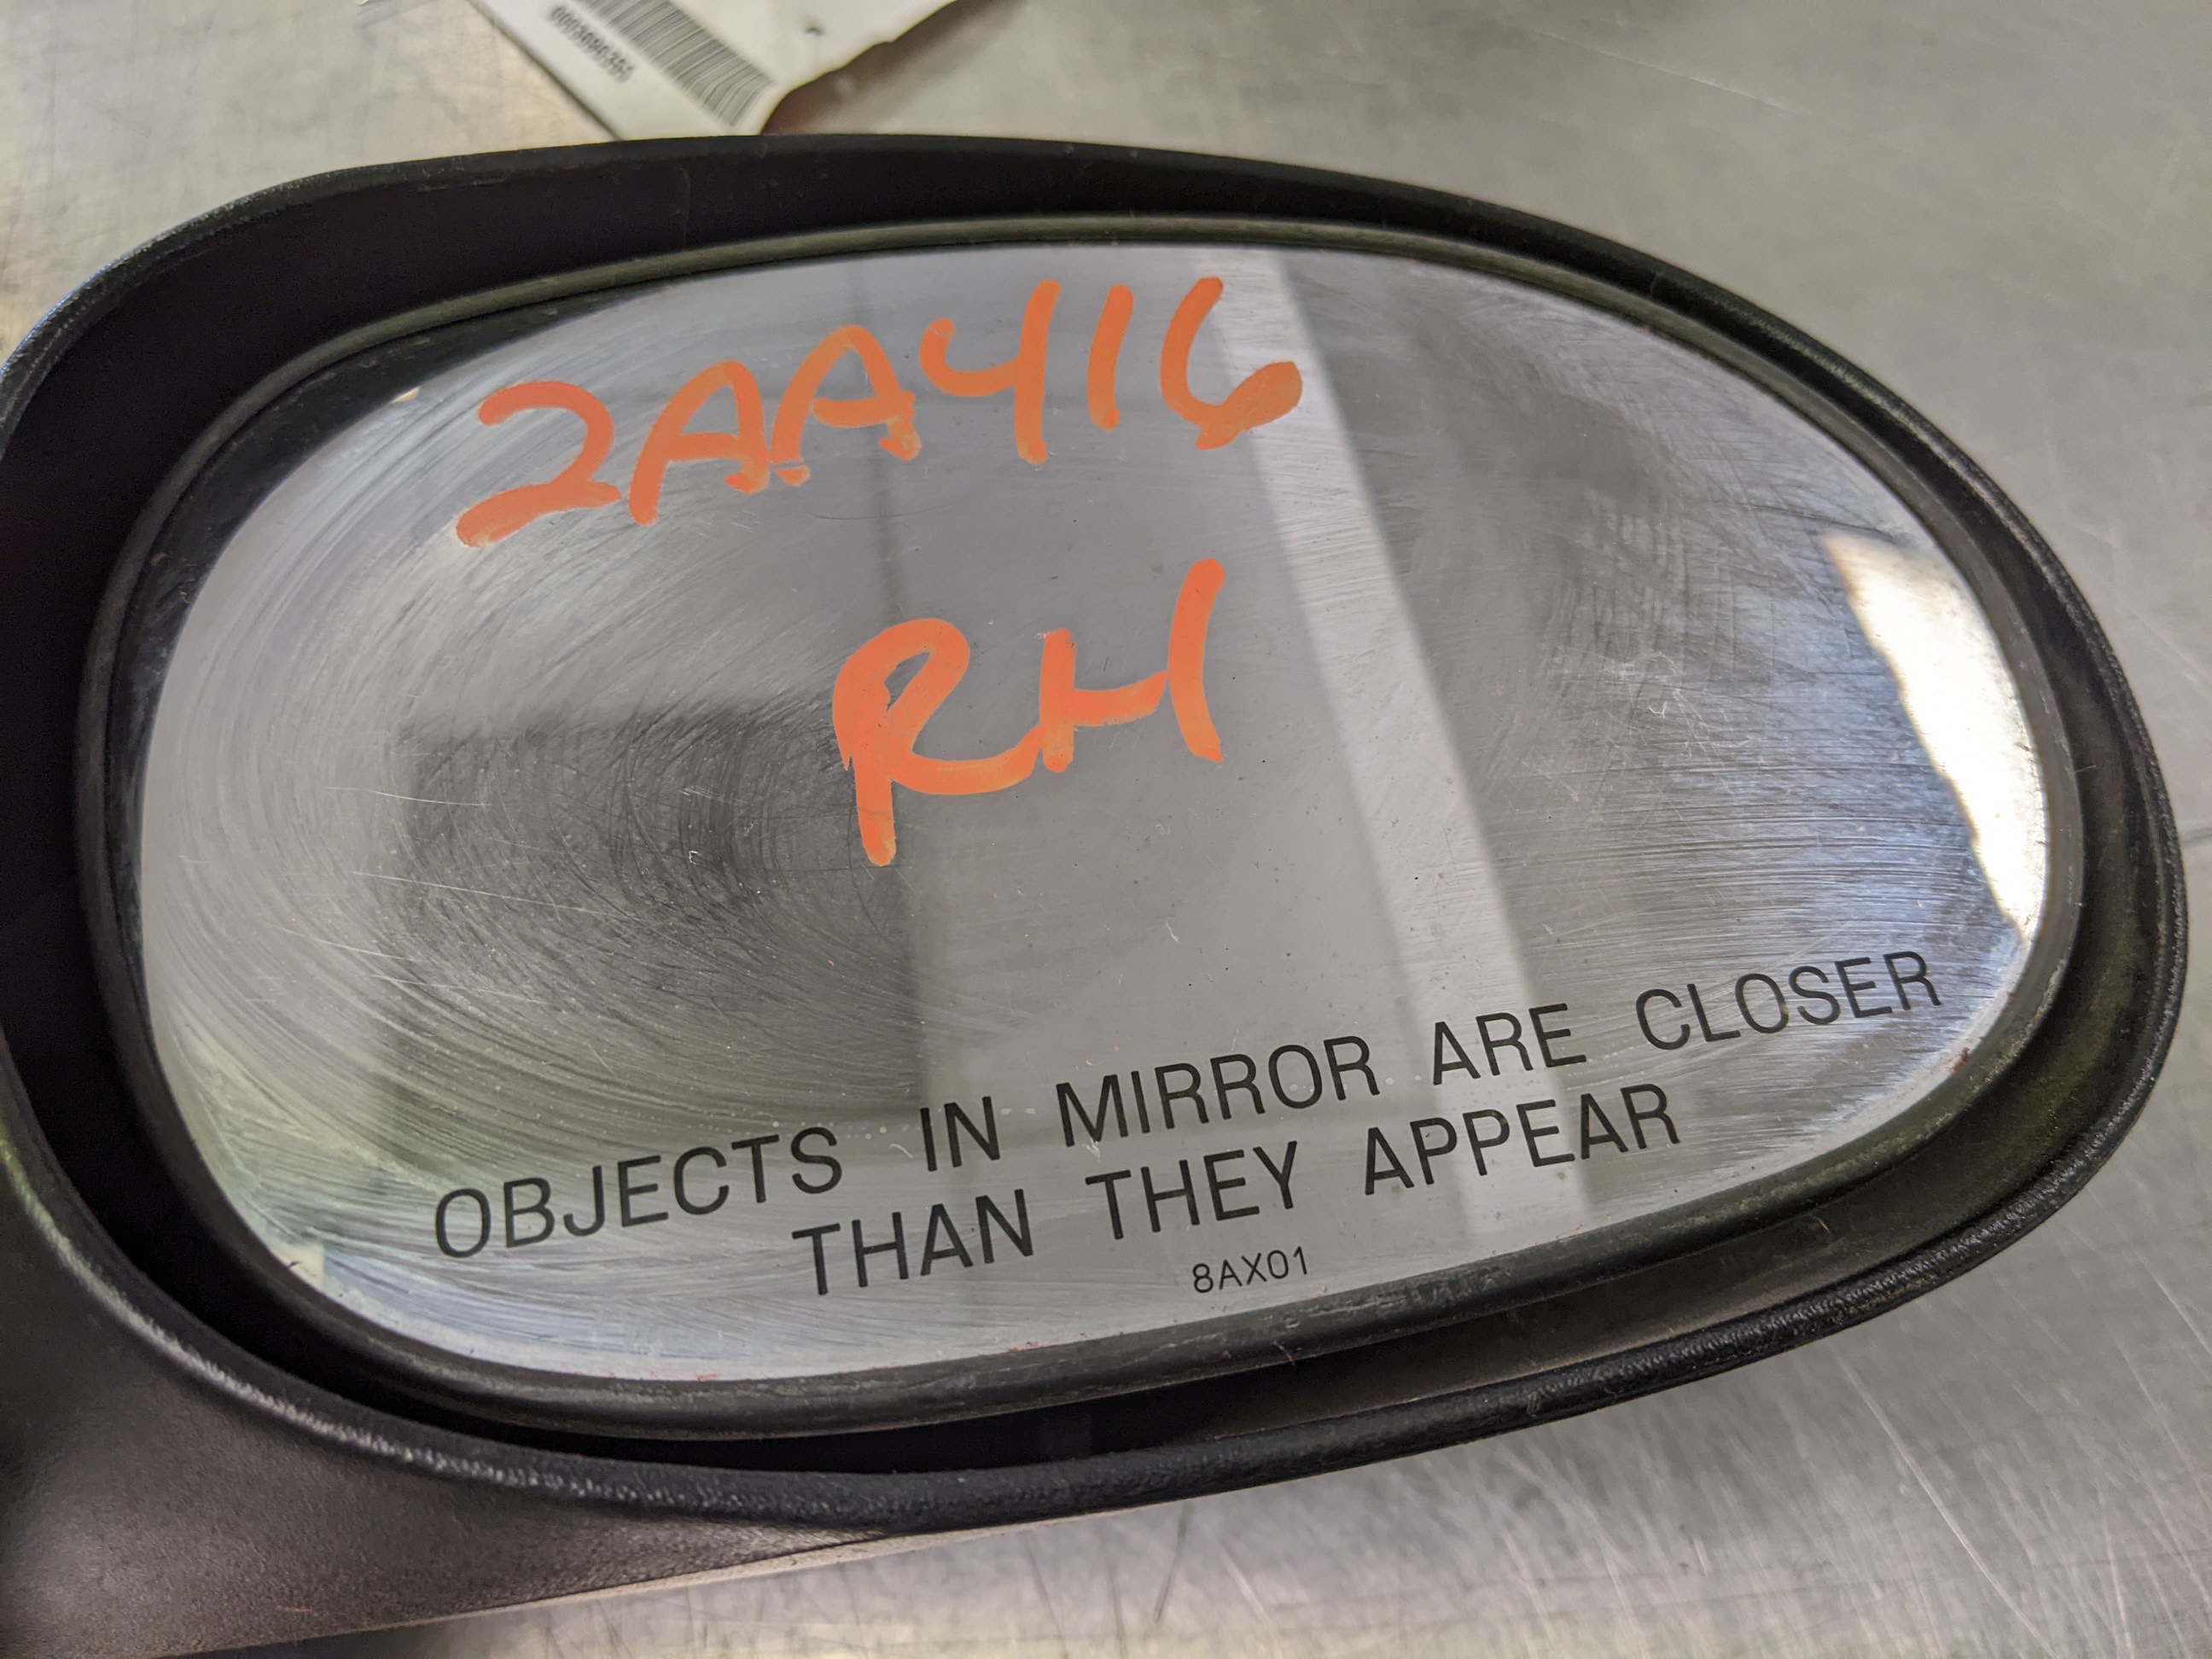 2AA416
RH
OBJECTS IN MIRROR ARE CLOSER
THAN THEY APPEAR
8AX01